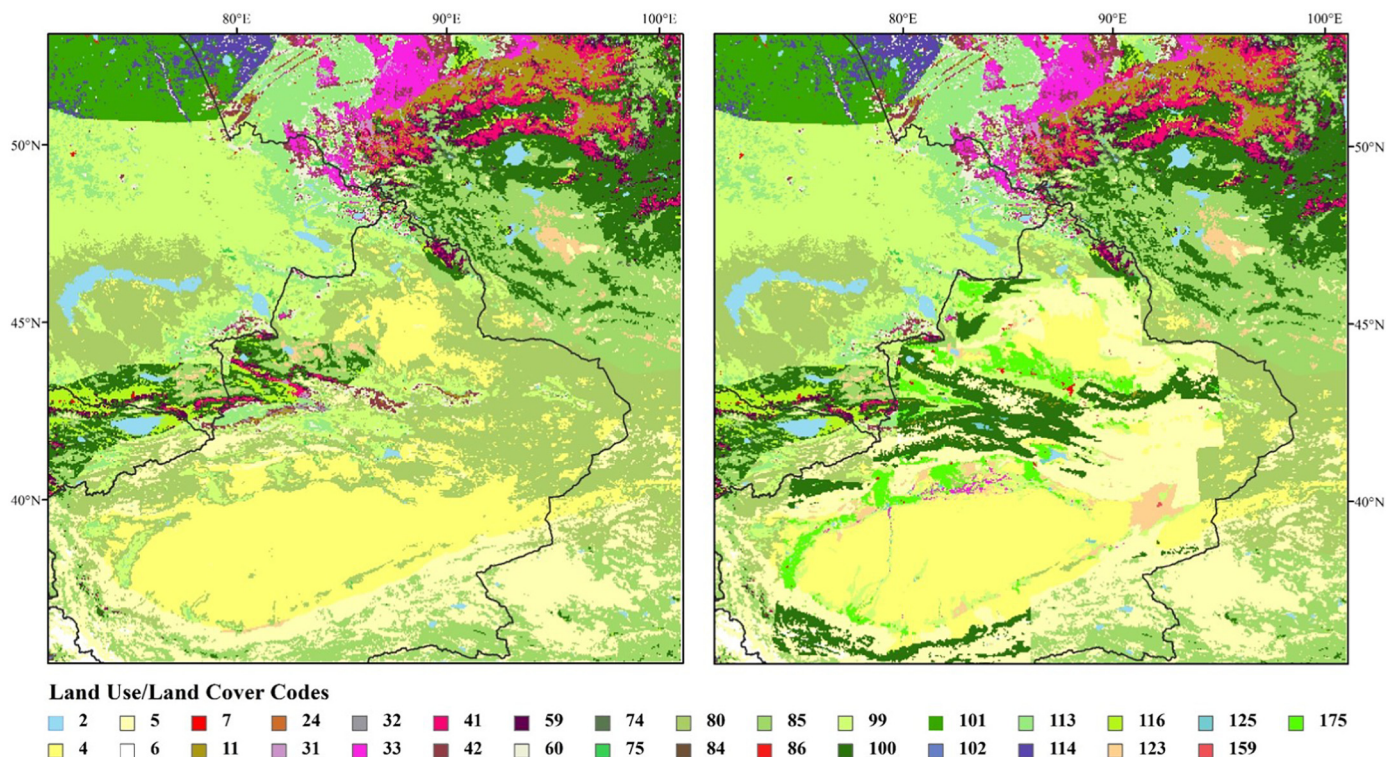 80°E 90°E 100°E 80°E 90°E 100°E
50°N 50°N
45°N 45°N
40°N 40°N
Land Use/Land Cover Codes
2 5 7 24 32 41 59 74 80 85 99 101 113 116 125 175
4 6 11 31 33 42 60 75 84 86 100 102 114 123 159